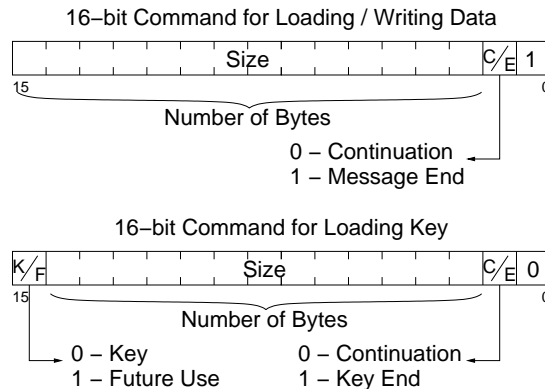 16–bit Command for Loading / Writing Data
Size C/E 1
15 0
Number of Bytes
0 – Continuation
1 – Message End
16–bit Command for Loading Key
K/F Size C/E 0
15 0
Number of Bytes
0 – Key 0 – Continuation
1 – Future Use 1 – Key End